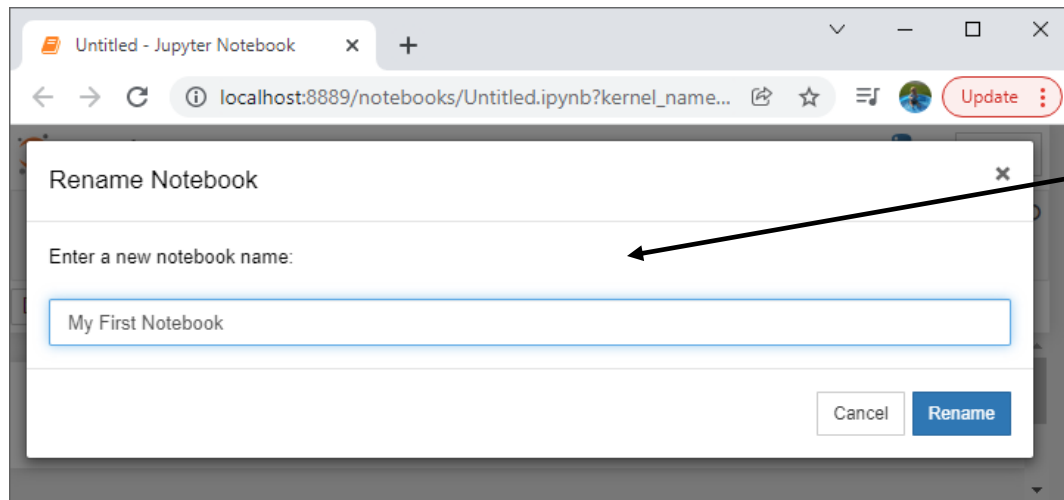 Untitled - Jupyter Notebook
localhost:8889/notebooks/Untitled.ipynb?kernel_name...
Update
Rename Notebook
Enter a new notebook name:
My First Notebook
Cancel Rename